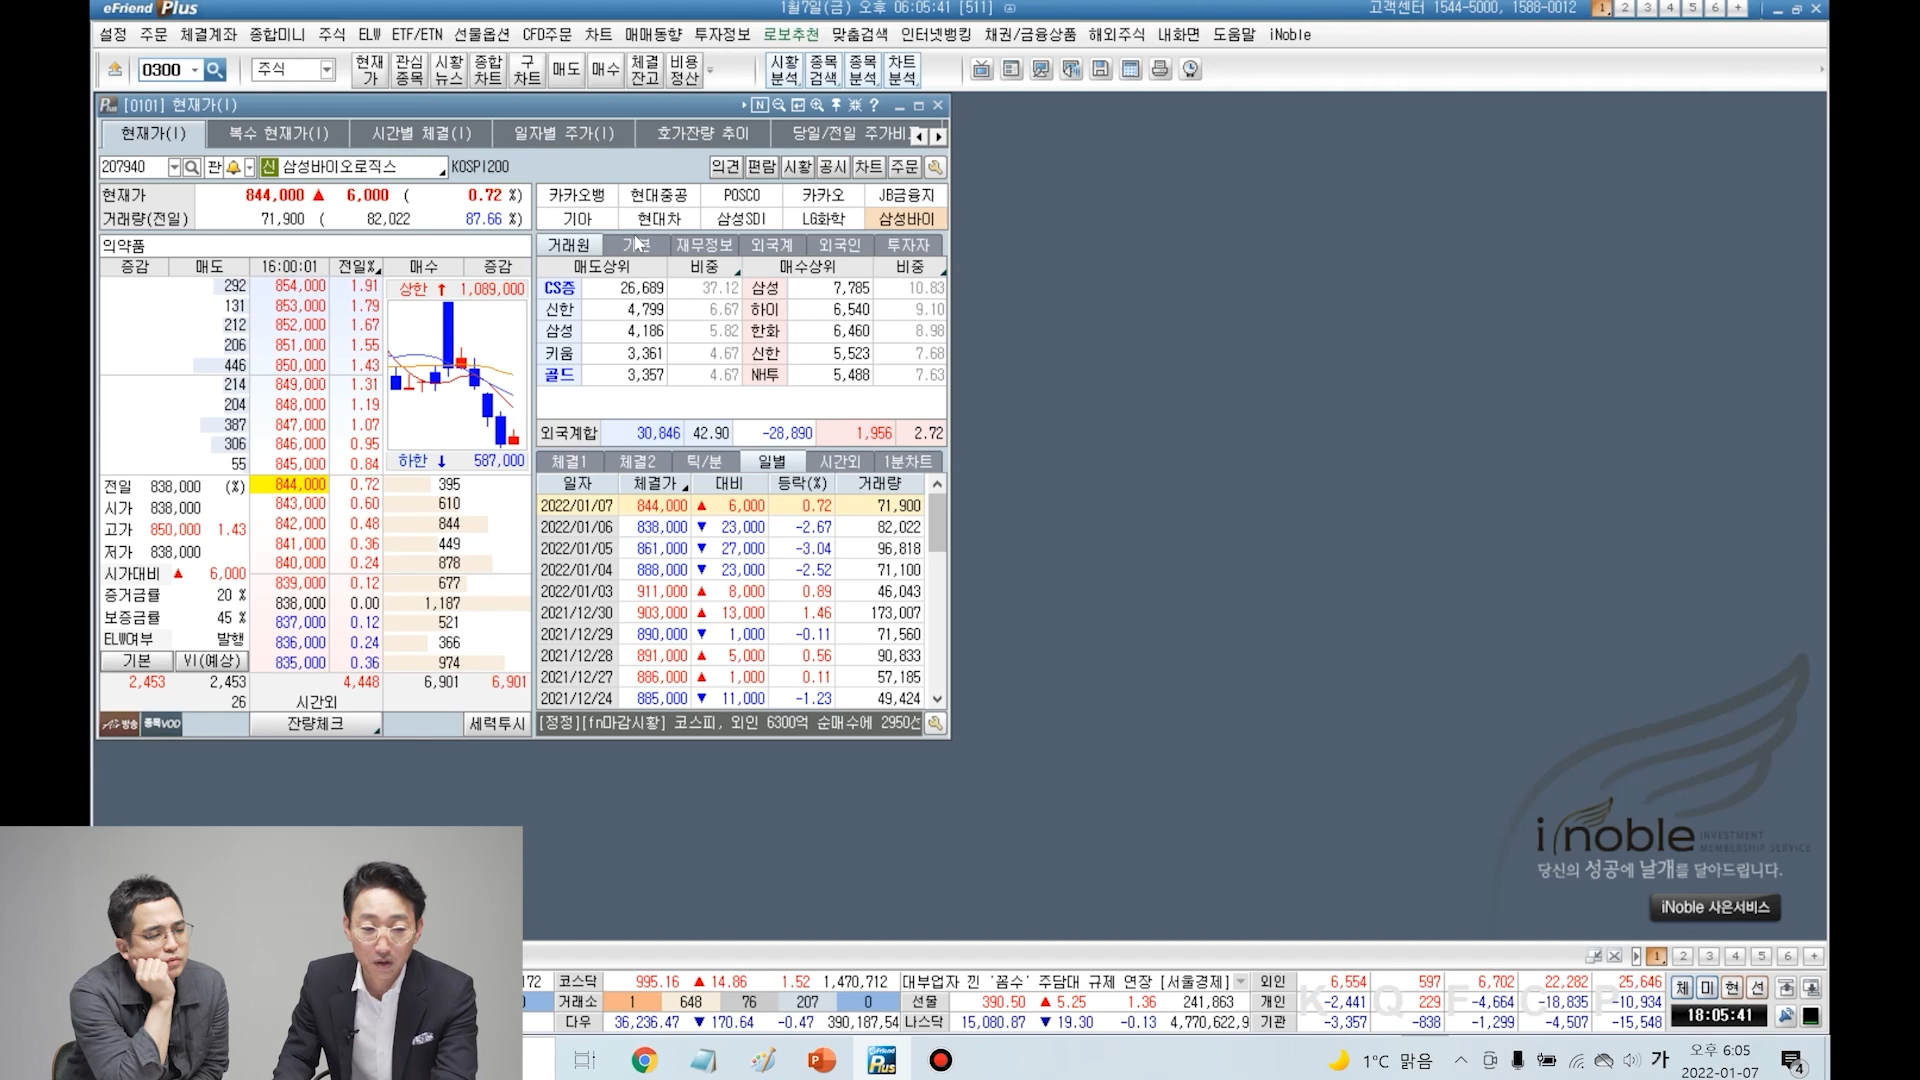 eFriend Plus 1월7일(금) 오후 06:05:41 [511] 고객센터 1544-5000, 1588-0012 1 2 3 4 5 6 +
설정 주문 체결계좌 종합미니 주식 ELW ETF/ETN 선물옵션 CFD주문 차트 매매동향 투자정보 로보추천 맞춤검색 인터넷뱅킹 채권/금융상품 해외주식 내화면 도움말 iNoble
0300 주식 현재가 관심종목 시황뉴스 종합차트 구차트 매도 매수 체결잔고 비용정산 시황분석 종목검색 종목분석 차트분석
[0101] 현재가(I) N ?
현재가(I) 복수 현재가(I) 시간별 체결(I) 일자별 주가(I) 호가잔량 추이 당일/전일 주가비
207940 관 신 삼성바이오로직스 KOSPI200 의견 편람 시황 공시 차트 주문
현재가 844,000 ▲ 6,000 ( 0.72 %)
거래량(전일) 71,900 ( 82,022 87.66 %)
카카오뱅 현대중공 POSCO 카카오 JB금융지
기아 현대차 삼성SDI LG화학 삼성바이
의약품
증감 매도 16:00:01 전일% 매수 증감
292 854,000 1.91 상한 ↑ 1,089,000
131 853,000 1.79
212 852,000 1.67
206 851,000 1.55
446 850,000 1.43
214 849,000 1.31
204 848,000 1.19
387 847,000 1.07
306 846,000 0.95
55 845,000 0.84 하한 ↓ 587,000
전일 838,000 (%) 844,000 0.72 395
시가 838,000 843,000 0.60 610
고가 850,000 1.43 842,000 0.48 844
저가 838,000 841,000 0.36 449
840,000 0.24 878
시가대비 ▲ 6,000 839,000 0.12 677
증거금률 20 % 838,000 0.00 1,187
보증금률 45 % 837,000 0.12 521
ELW여부 발행 836,000 0.24 366
기본 VI(예상) 835,000 0.36 974
2,453 2,453 4,448 6,901 6,901
26 시간외
종목VOD 잔량체크 세력투시
거래원 재무정보 외국계 외국인 투자자
매도상위 비중 매수상위 비중
CS증 26,689 37.12 삼성 7,785 10.83
신한 4,799 6.67 하이 6,540 9.10
삼성 4,186 5.82 한화 6,460 8.98
키움 3,361 4.67 신한 5,523 7.68
골드 3,357 4.67 NH투 5,488 7.63
외국계합 30,846 42.90 -28,890 1,956 2.72
체결1 체결2 틱/분 일별 시간외 1분차트
일자 체결가 대비 등락(%) 거래량
2022/01/07 844,000 ▲ 6,000 0.72 71,900
2022/01/06 838,000 ▼ 23,000 -2.67 82,022
2022/01/05 861,000 ▼ 27,000 -3.04 96,818
2022/01/04 888,000 ▼ 23,000 -2.52 71,100
2022/01/03 911,000 ▲ 8,000 0.89 46,043
2021/12/30 903,000 ▲ 13,000 1.46 173,007
2021/12/29 890,000 ▼ 1,000 -0.11 71,560
2021/12/28 891,000 ▲ 5,000 0.56 90,833
2021/12/27 886,000 ▲ 1,000 0.11 57,185
2021/12/24 885,000 ▼ 11,000 -1.23 49,424
[정정][fn마감시황] 코스피, 외인 6300억 순매수에 2950선
i noble INVESTMENT MEMBERSHIP SERVICE
당신의 성공에 날개를 달아드립니다.
iNoble 사은서비스
1 2 3 4 5 6 +
172 코스닥 995.16 ▲ 14.86 1.52 1,470,712 대부업자 낀 '꼼수' 주담대 규제 연장 [서울경제] 외인 6,554 597 6,702 22,282 25,646 체 미 현 선
거래소 1 648 76 207 0 선물 390.50 ▲ 5.25 1.36 241,863 개인 -2,441 229 -4,664 -18,835 -10,934
다우 36,236.47 ▼ 170.64 -0.47 390,187,54 나스닥 15,080.87 ▼ 19.30 -0.13 4,770,622,9 기관 -3,357 -838 -1,299 -4,507 -15,548 18:05:41
K Q F C P
1°C 맑음 가 오후 6:05
2022-01-07 4